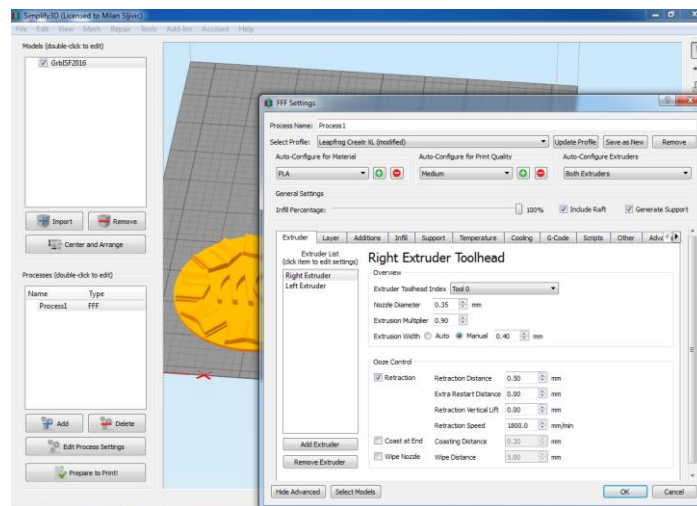 Simplify3D (Licensed to Milan Sljivic)
File Edit View Mesh Repair Tools Add-Ins Account Help
Models (double-click to edit)
GrbISF2016
Import Remove
Center and Arrange
Processes (double-click to edit)
Name Type
Process1 FFF
Add Delete
Edit Process Settings
Prepare to Print!
FFF Settings
Process Name: Process1
Select Profile: Leapfrog Creatr XL (modified) Update Profile Save as New Remove
Auto-Configure for Material Auto-Configure for Print Quality Auto-Configure Extruders
PLA Medium Both Extruders
General Settings
Infill Percentage: 100% Include Raft Generate Support
Extruder Layer Additions Infill Support Temperature Cooling G-Code Scripts Other Adv
Extruder List
(click item to edit settings)
Right Extruder
Left Extruder
Add Extruder
Remove Extruder
Right Extruder Toolhead
Overview
Extruder Toolhead Index Tool 0
Nozzle Diameter 0.35 mm
Extrusion Multiplier 0.90
Extrusion Width Auto Manual 0.40 mm
Ooze Control
Retraction Retraction Distance 0.50 mm
Extra Restart Distance 0.00 mm
Retraction Vertical Lift 0.00 mm
Retraction Speed 1800.0 mm/min
Coast at End Coasting Distance 0.20 mm
Wipe Nozzle Wipe Distance 5.00 mm
Hide Advanced Select Models OK Cancel